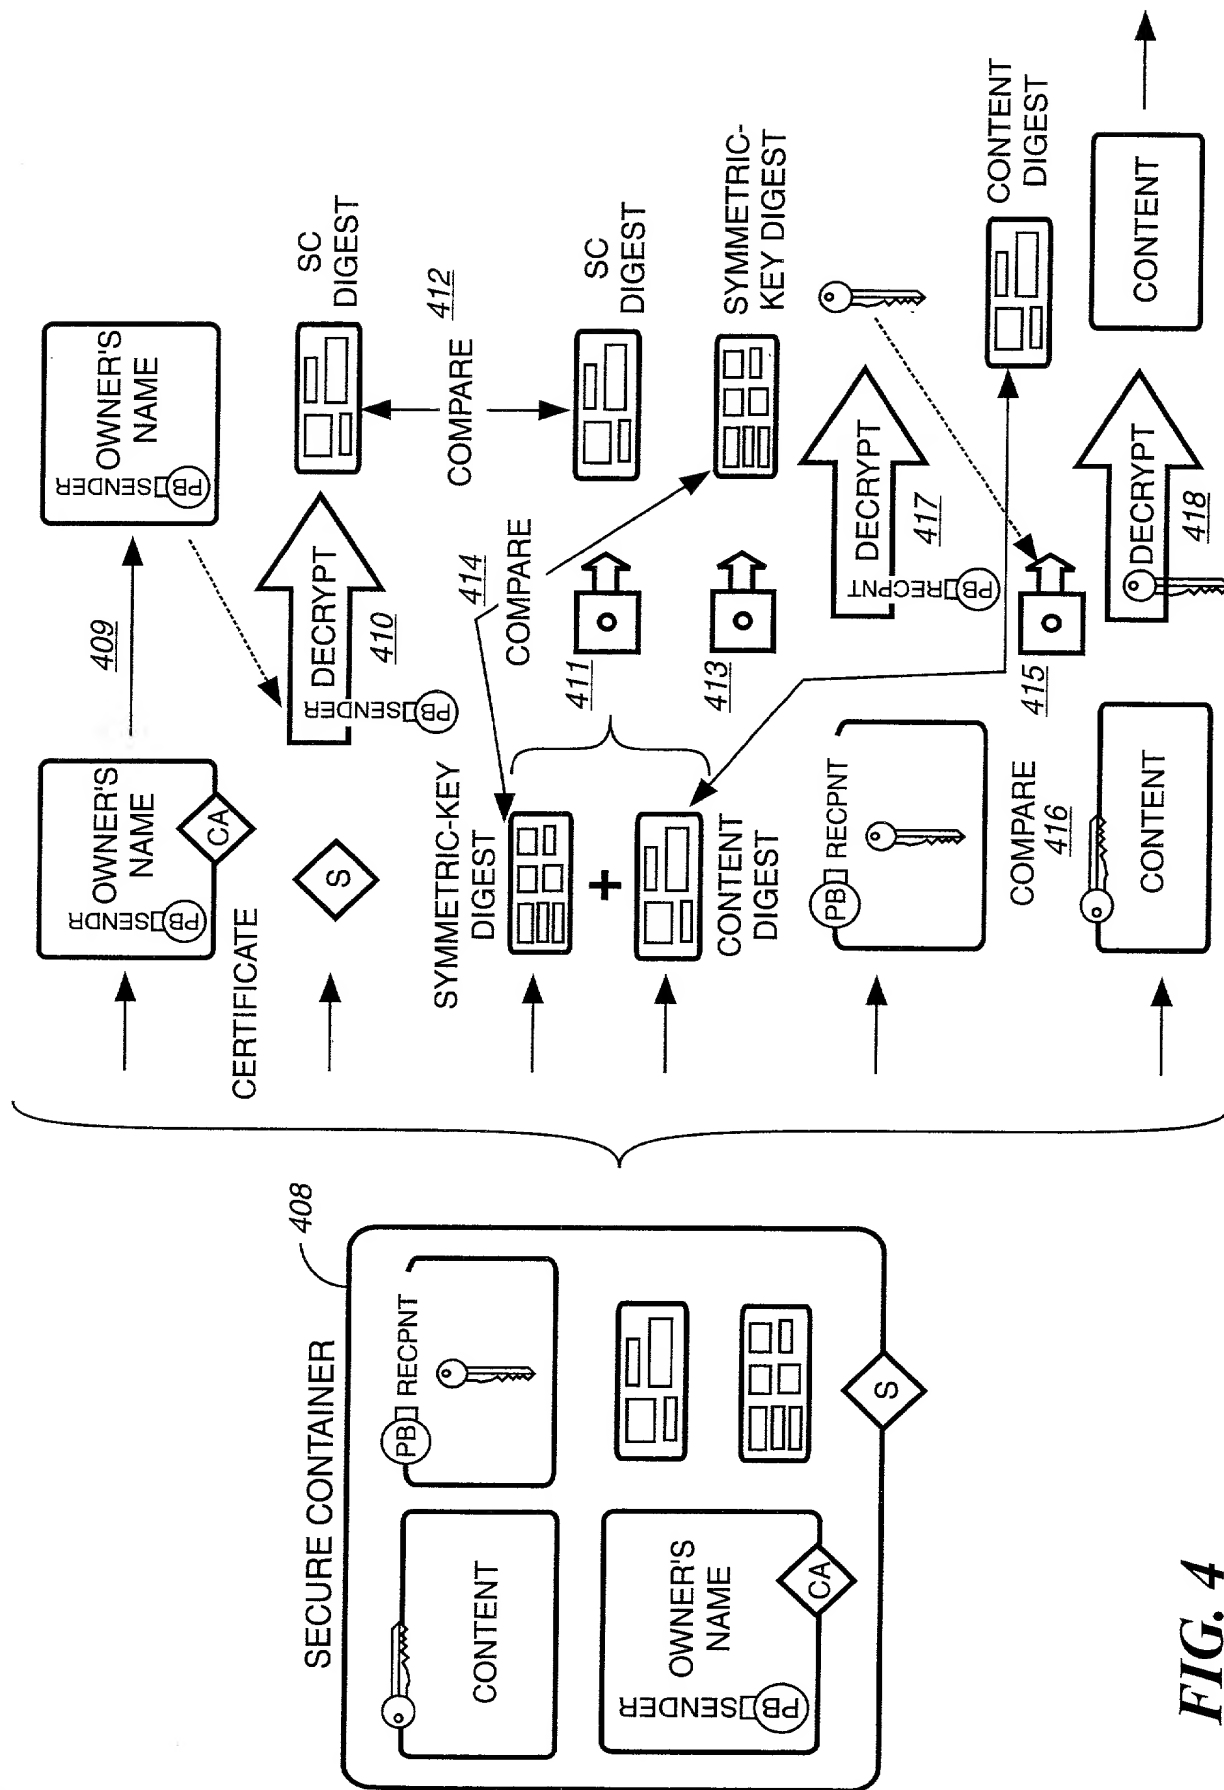 SECURE CONTAINER
408
CONTENT
PB RECPNT
SENDER
PB
OWNER'S
NAME
CA
S
SENDR
PB
OWNER'S
NAME
CA
CERTIFICATE
409
SENDER
PB
OWNER'S
NAME
S
DECRYPT
SENDER
PB
410
SC
DIGEST
COMPARE
412
SYMMETRIC-KEY
DIGEST
+
CONTENT
DIGEST
414
COMPARE
411
SC
DIGEST
413
SYMMETRIC-
KEY DIGEST
PB RECPNT
DECRYPT
RECPNT
PB
417
COMPARE
416
415
CONTENT
DIGEST
CONTENT
DECRYPT
418
CONTENT
FIG. 4